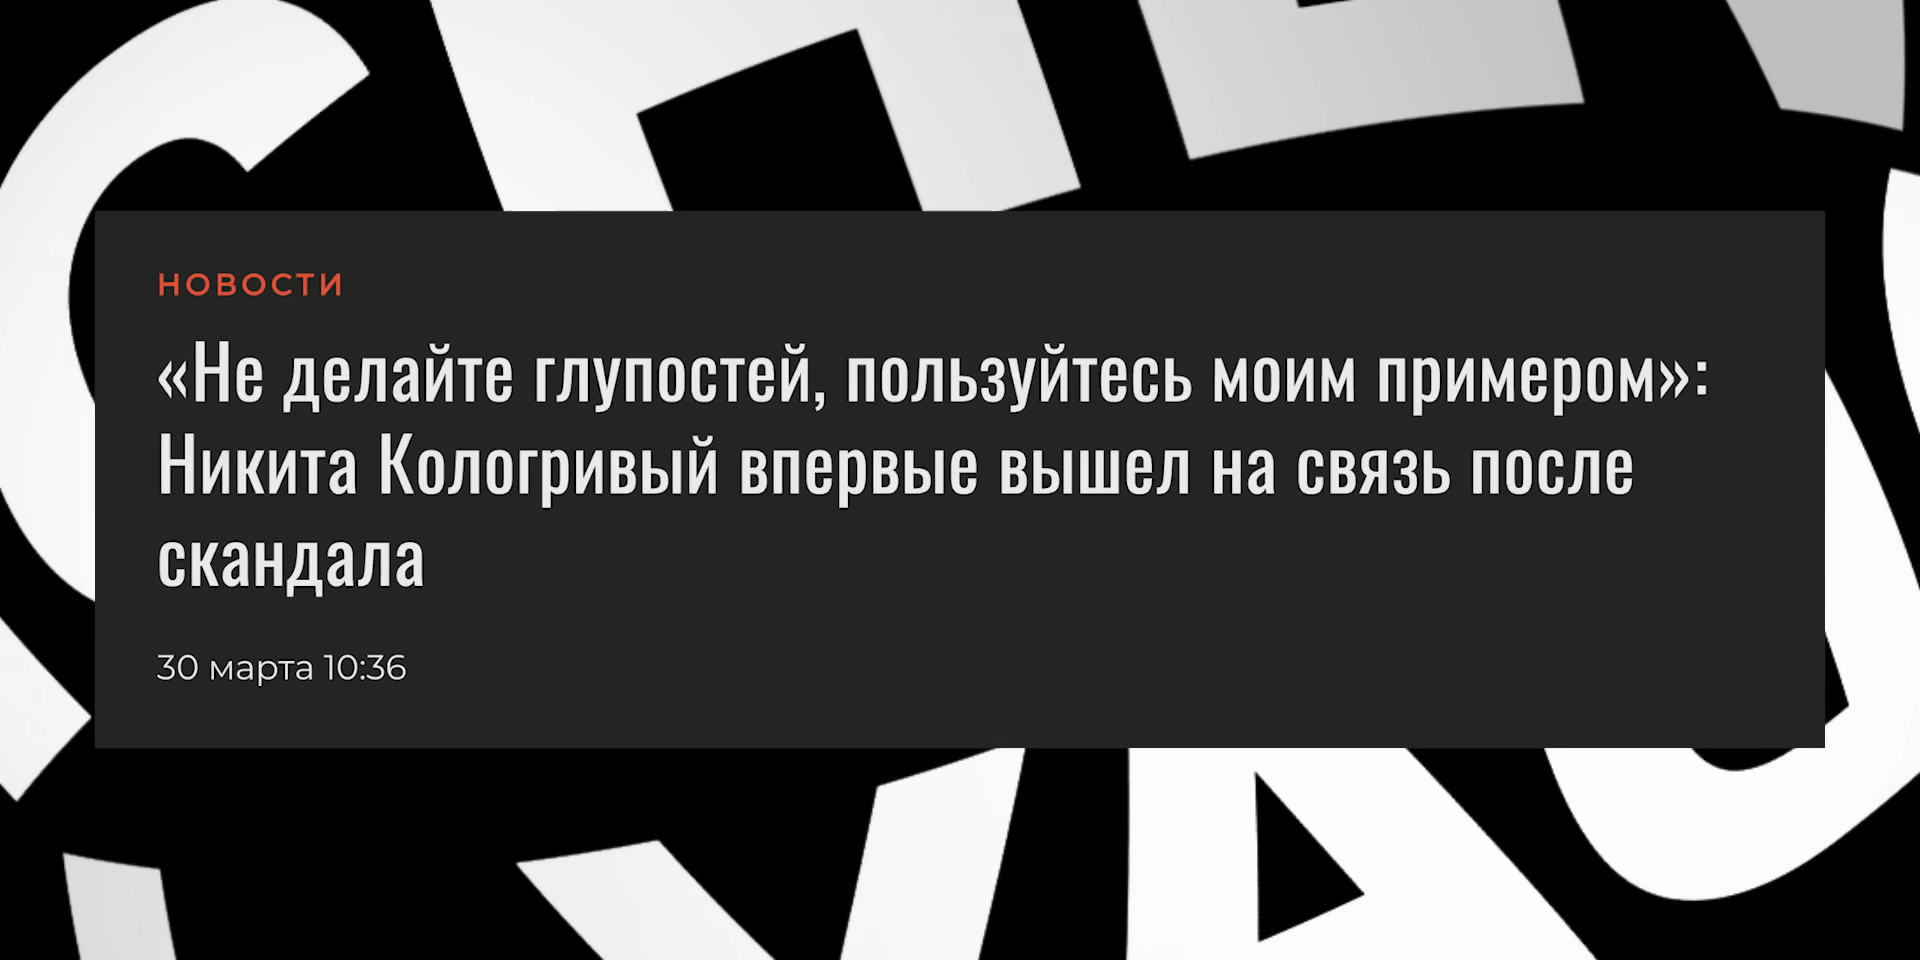 НОВОСТИ
«Не делайте глупостей, пользуйтесь моим примером»:
Никита Кологривый впервые вышел на связь после
скандала
30 марта 10:36